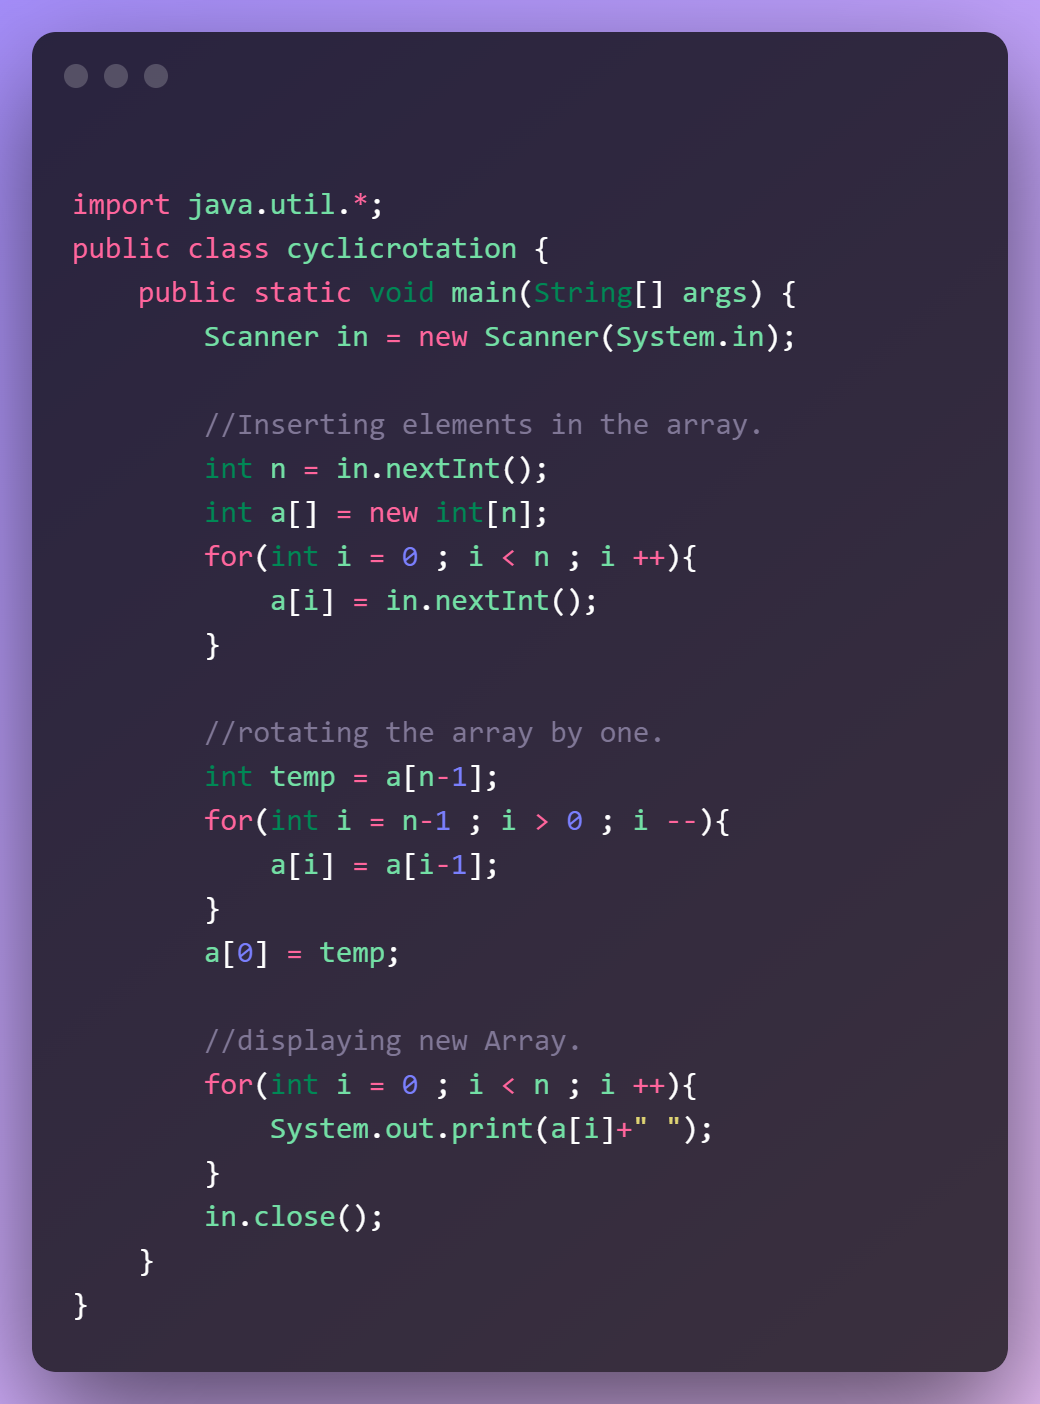 import java.util.*;
public class cyclicrotation {
    public static void main(String[] args) {
        Scanner in = new Scanner(System.in);

        //Inserting elements in the array.
        int n = in.nextInt();
        int a[] = new int[n];
        for(int i = 0 ; i < n ; i ++){
            a[i] = in.nextInt();
        }

        //rotating the array by one.
        int temp = a[n-1];
        for(int i = n-1 ; i > 0 ; i --){
            a[i] = a[i-1];
        }
        a[0] = temp;

        //displaying new Array.
        for(int i = 0 ; i < n ; i ++){
            System.out.print(a[i]+" ");
        }
        in.close();
    }
}